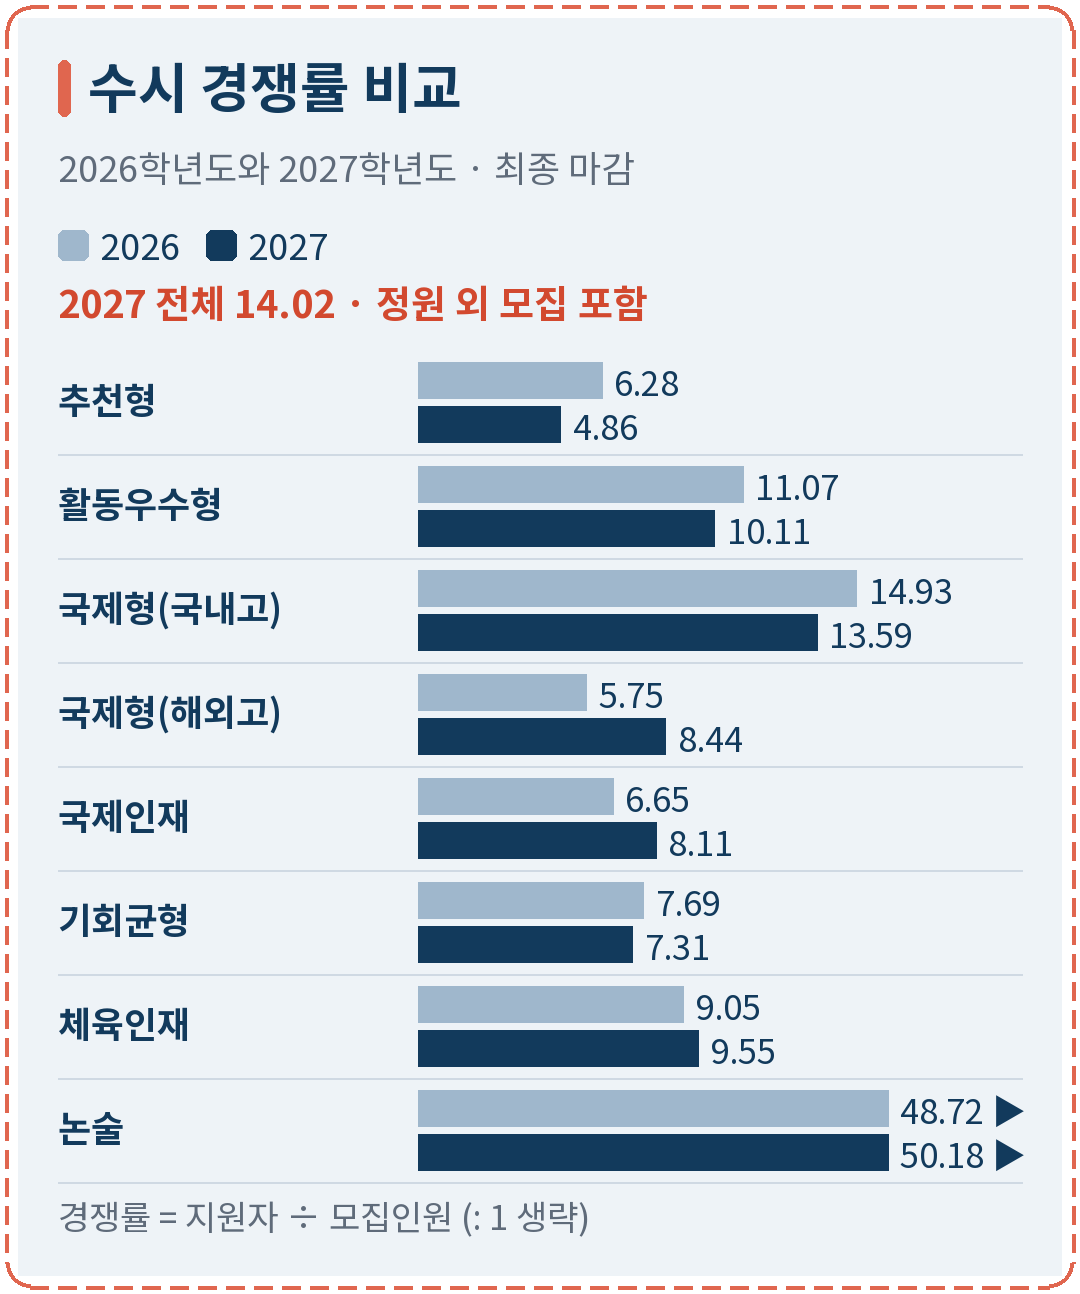 수시 경쟁률 비교
2026학년도와 2027학년도 · 최종 마감
2026 2027
2027 전체 14.02 · 정원 외 모집 포함
추천형
6.28
4.86
활동우수형
11.07
10.11
국제형(국내고)
14.93
13.59
국제형(해외고)
5.75
8.44
국제인재
6.65
8.11
기회균형
7.69
7.31
체육인재
9.05
9.55
논술
48.72 ▶
50.18 ▶
경쟁률 = 지원자 ÷ 모집인원 (: 1 생략)